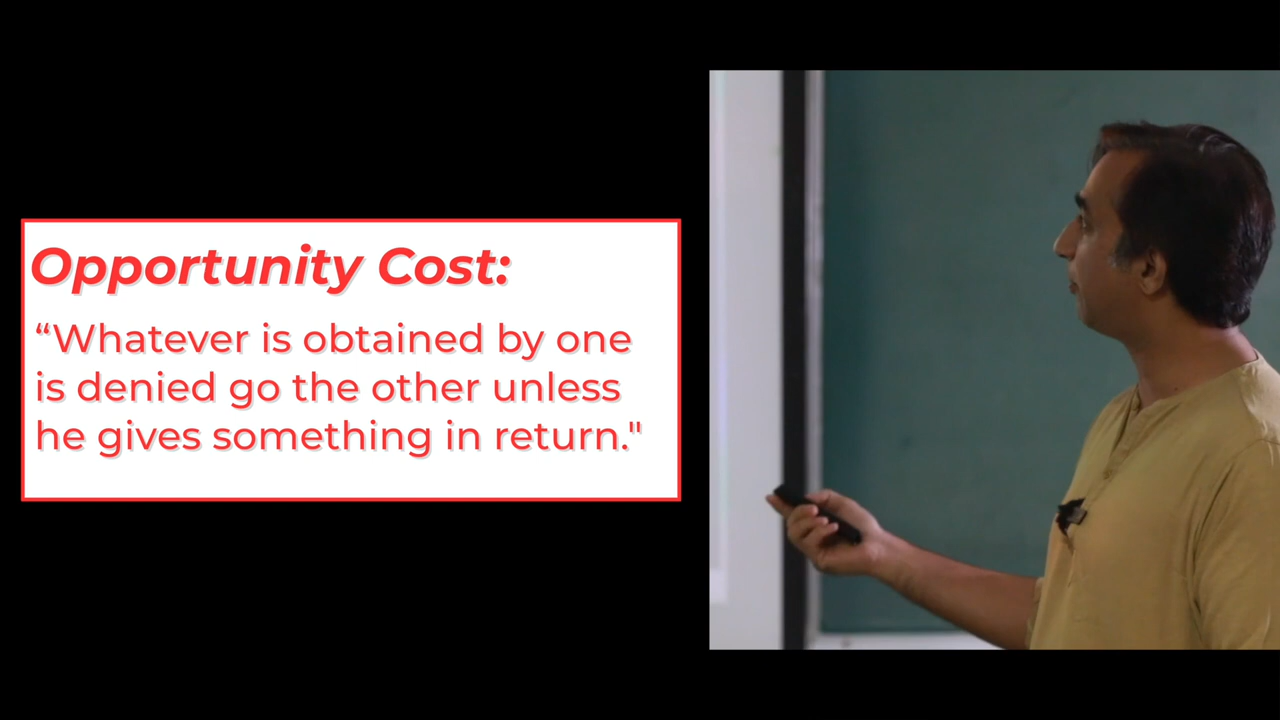 Opportunity Cost:
“Whatever is obtained by one
is denied go the other unless
he gives something in return."